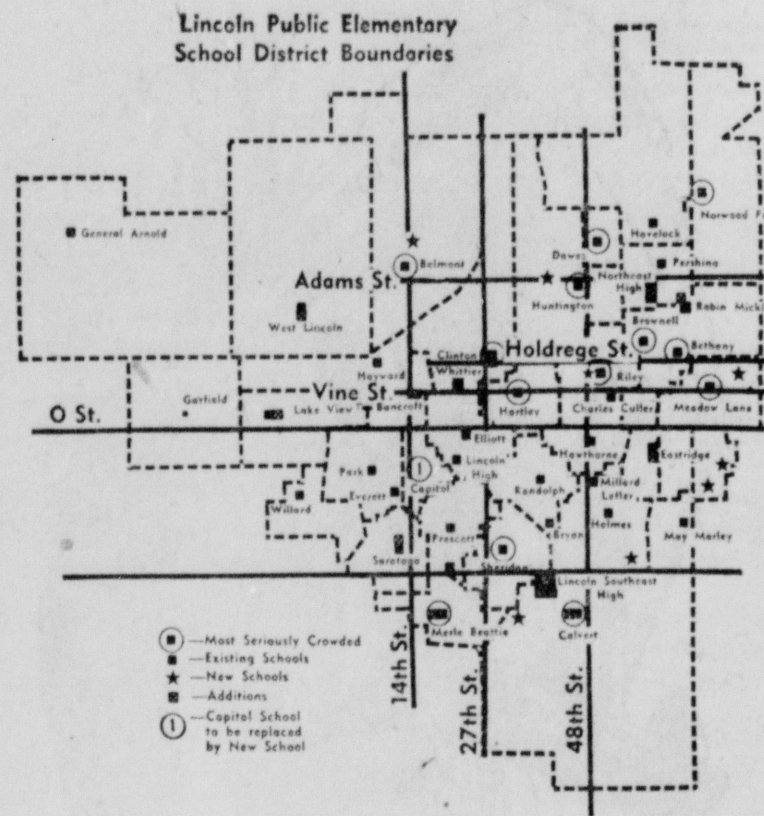 Lincoln Public Elementary
School District Boundaries
General Arnold
Belmont
Adams St.
West Lincoln
Dawes
Havelock
Norwood
Pershing
Northeast
High
Huntington
Robin Mickl
Brownell
Bethany
Clinton
Holdrege St.
Hayward
Whittier
Riley
Vine St.
Garfield
Lake View
Bancroft
Hartley
Charles Culler
Meadow Lane
O St.
Elliott
Hawthorne
Eastridge
Park
1
Capitol
Lincoln
High
Everett
Randolph
Millard
Lefler
Willard
Holmes
Prescott
Bryan
May Morley
Saratoga
Sheridan
Lincoln Southeast
High
Merle Beattie
Calvert
14th St.
27th St.
48th St.
—Most Seriously Crowded
—Existing Schools
—New Schools
—Additions
1 —Capitol School
to be replaced
by New School